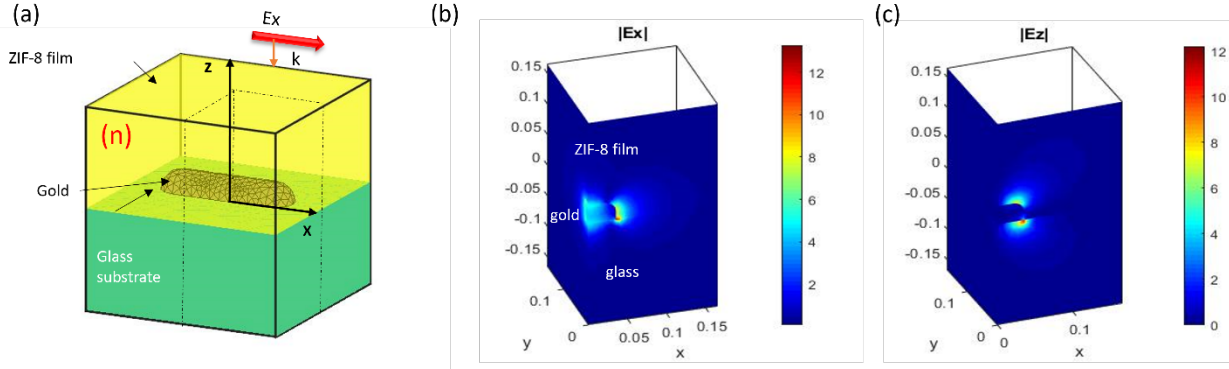 (a)
Ex
k
z
ZIF-8 film
(n)
Gold
x
Glass
substrate
(b)
|Ex|
0.15
0.1
0.05
0
-0.05
-0.1
-0.15
ZIF-8 film
gold
glass
0.1
0
y
0.05
0.1
0.15
x
12
10
8
6
4
2
(c)
|Ez|
0.15
0.1
0.05
0
-0.05
-0.1
-0.15
0.1
0
y
0
0.1
x
12
10
8
6
4
2
0